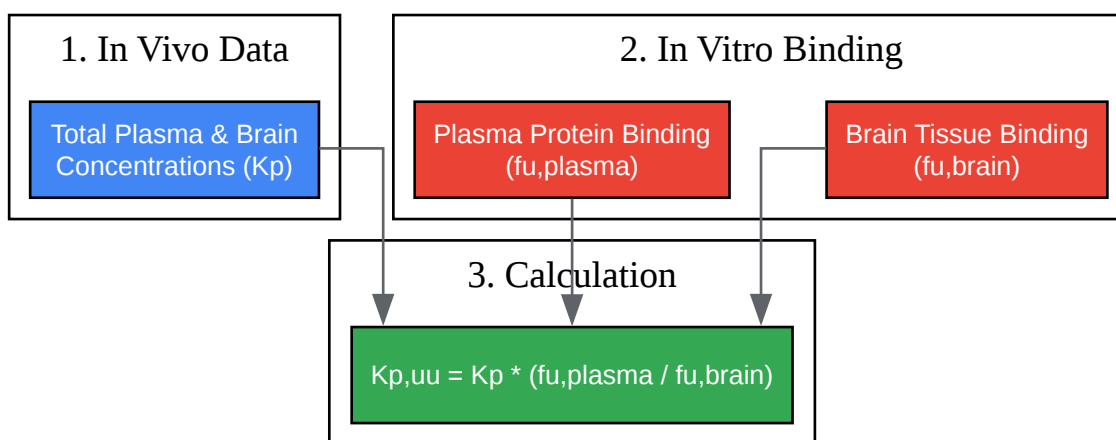 1. In Vivo Data
Total Plasma & Brain
Concentrations (Kp)
2. In Vitro Binding
Plasma Protein Binding
(fu,plasma)
Brain Tissue Binding
(fu,brain)
3. Calculation
Kp,uu = Kp * (fu,plasma / fu,brain)